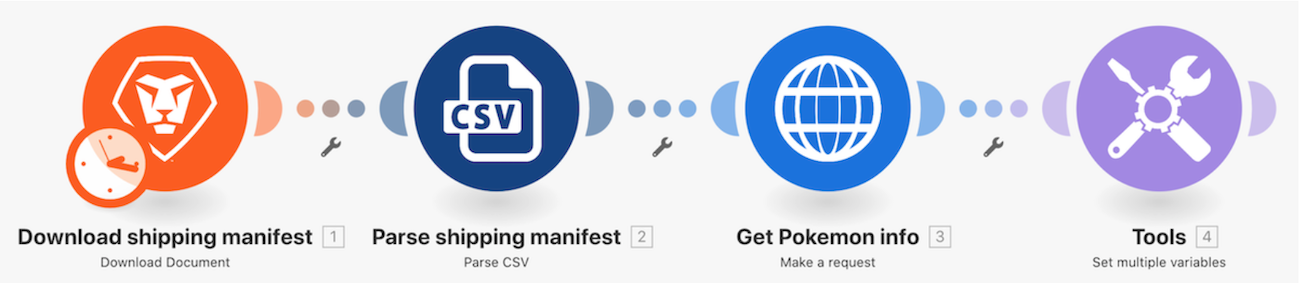 CSV
Download shipping manifest 1
Download Document
Parse shipping manifest 2
Parse CSV
Get Pokemon info 3
Make a request
Tools 4
Set multiple variables